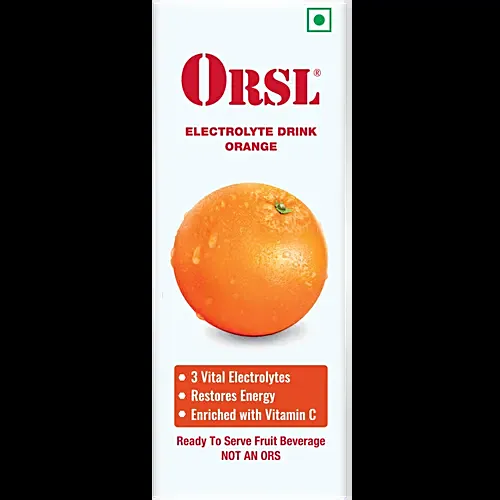 ORSL®
ELECTROLYTE DRINK
ORANGE
3 Vital Electrolytes
Restores Energy
Enriched with Vitamin C
Ready To Serve Fruit Beverage
NOT AN ORS